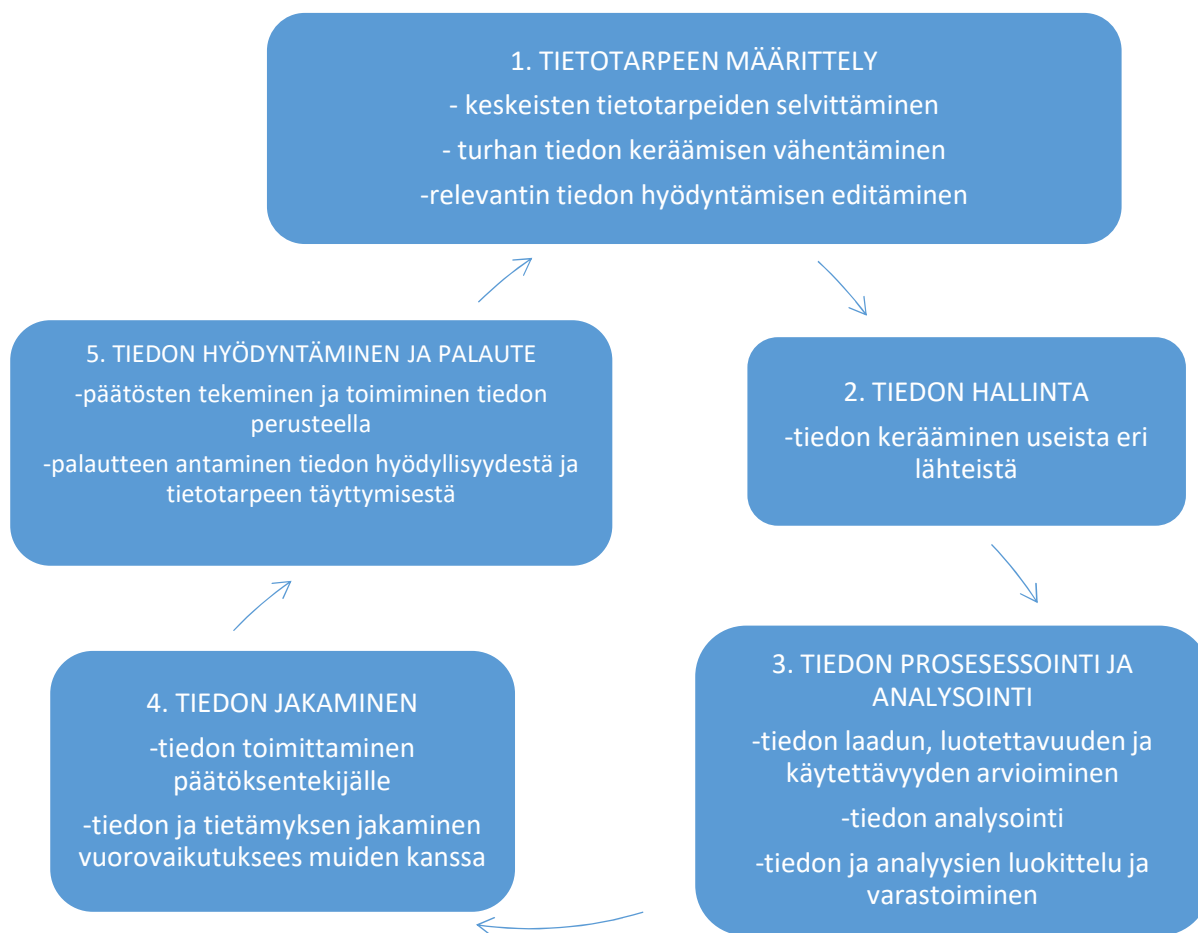 1. TIETOTARPEEN MÄÄRITTELY
- keskeisten tietotarpeiden selvittäminen
- turhan tiedon keräämisen vähentäminen
-relevantin tiedon hyödyntämisen editäminen
2. TIEDON HALLINTA
-tiedon kerääminen useista eri
lähteistä
3. TIEDON PROSESESSOINTI JA
ANALYSOINTI
-tiedon laadun, luotettavuuden ja
käytettävyyden arvioiminen
-tiedon analysointi
-tiedon ja analyysien luokittelu ja
varastoiminen
4. TIEDON JAKAMINEN
-tiedon toimittaminen
päätöksentekijälle
-tiedon ja tietämyksen jakaminen
vuorovaikutuksees muiden kanssa
5. TIEDON HYÖDYNTÄMINEN JA PALAUTE
-päätösten tekeminen ja toimiminen tiedon
perusteella
-palautteen antaminen tiedon hyödyllisyydestä ja
tietotarpeen täyttymisestä